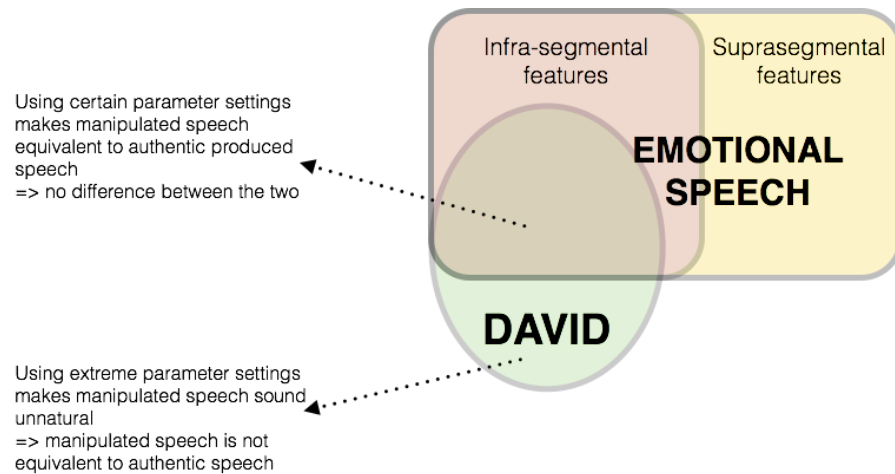 Infra-segmental
features
Suprasegmental
features
Using certain parameter settings
makes manipulated speech
equivalent to authentic produced
speech
=> no difference between the two
EMOTIONAL
SPEECH
DAVID
Using extreme parameter settings
makes manipulated speech sound
unnatural
=> manipulated speech is not
equivalent to authentic speech